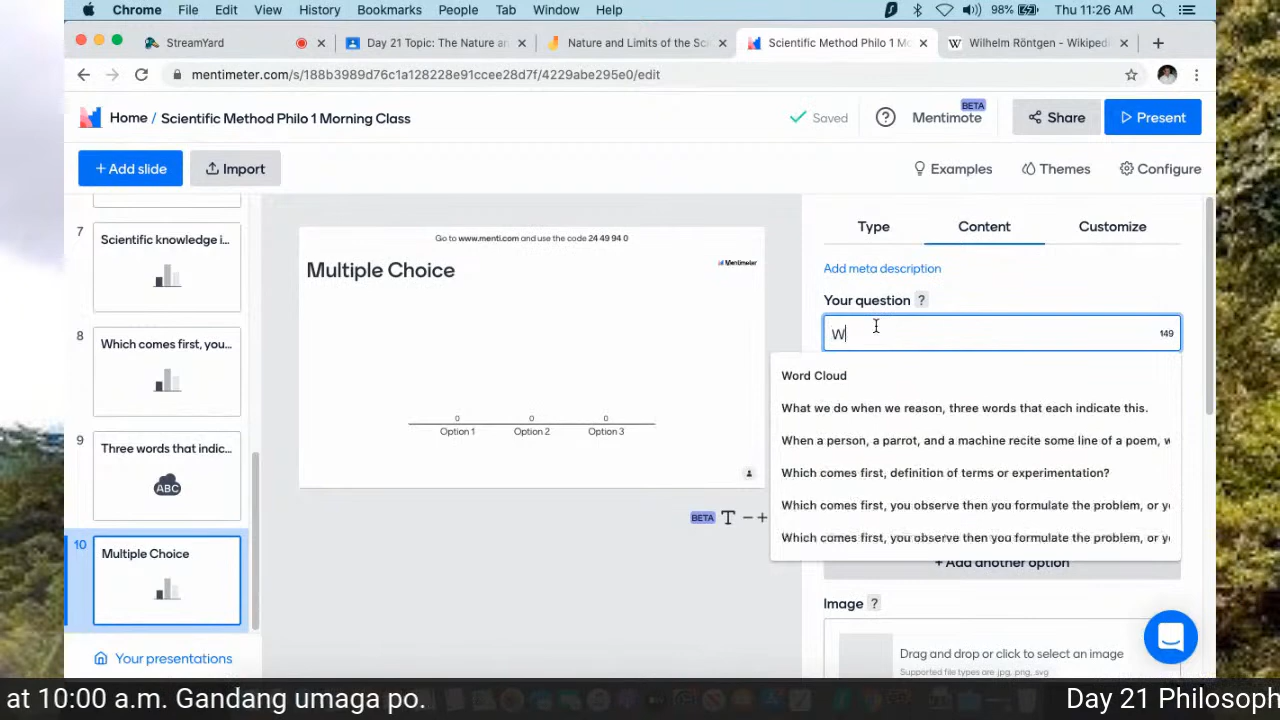 Chrome File Edit View History Bookmarks People Tab Window Help 98% Thu 11:26 AM
StreamYard
Day 21 Topic: The Nature an
Nature and Limits of the Sci
Scientific Method Philo 1 Mo
Wilhelm Röntgen - Wikiped
mentimeter.com/s/188b3989d76c1a128228e91ccee28d7f/4229abe295e0/edit
Home / Scientific Method Philo 1 Morning Class
Saved
?
Mentimote
BETA
Share
Present
+ Add slide
Import
Examples
Themes
Configure
7
Scientific knowledge i...
8
Which comes first, you...
9
Three words that indic...
ABC
10
Multiple Choice
Your presentations
Go to www.menti.com and use the code 24 49 94 0
Multiple Choice
Mentimeter
0 0 0
Option 1 Option 2 Option 3
BETA T − +
Type Content Customize
Add meta description
Your question ?
W
149
Word Cloud
What we do when we reason, three words that each indicate this.
When a person, a parrot, and a machine recite some line of a poem, w
Which comes first, definition of terms or experimentation?
Which comes first, you observe then you formulate the problem, or yo
Which comes first, you observe then you formulate the problem, or yo
+ Add another option
Image ?
Drag and drop or click to select an image
Supported file types are jpg, png, svg
at 10:00 a.m. Gandang umaga po.
Day 21 Philosoph